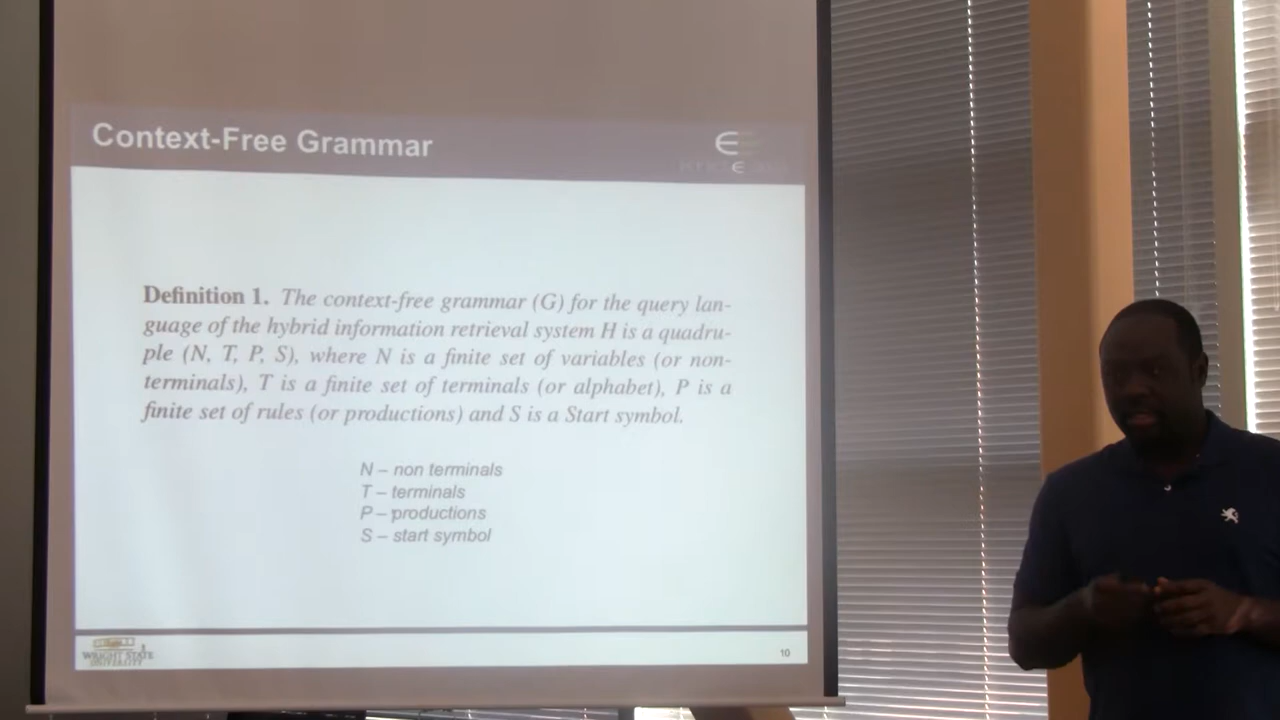 Context-Free Grammar
Definition 1. The context-free grammar (G) for the query lan-
guage of the hybrid information retrieval system H is a quadru-
ple (N, T, P, S), where N is a finite set of variables (or non-
terminals), T is a finite set of terminals (or alphabet), P is a
finite set of rules (or productions) and S is a Start symbol.
N – non terminals
T – terminals
P – productions
S – start symbol
WRIGHT STATE
UNIVERSITY
10